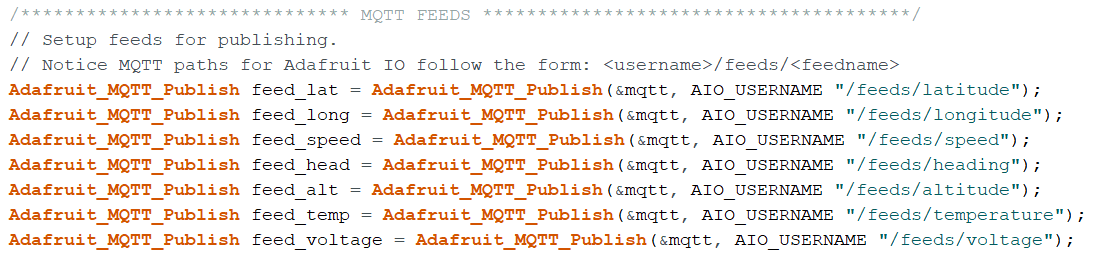 /****************************** MQTT FEEDS ***************************************/
// Setup feeds for publishing.
// Notice MQTT paths for Adafruit IO follow the form: <username>/feeds/<feedname>
Adafruit_MQTT_Publish feed_lat = Adafruit_MQTT_Publish(&mqtt, AIO_USERNAME "/feeds/latitude");
Adafruit_MQTT_Publish feed_long = Adafruit_MQTT_Publish(&mqtt, AIO_USERNAME "/feeds/longitude");
Adafruit_MQTT_Publish feed_speed = Adafruit_MQTT_Publish(&mqtt, AIO_USERNAME "/feeds/speed");
Adafruit_MQTT_Publish feed_head = Adafruit_MQTT_Publish(&mqtt, AIO_USERNAME "/feeds/heading");
Adafruit_MQTT_Publish feed_alt = Adafruit_MQTT_Publish(&mqtt, AIO_USERNAME "/feeds/altitude");
Adafruit_MQTT_Publish feed_temp = Adafruit_MQTT_Publish(&mqtt, AIO_USERNAME "/feeds/temperature");
Adafruit_MQTT_Publish feed_voltage = Adafruit_MQTT_Publish(&mqtt, AIO_USERNAME "/feeds/voltage");